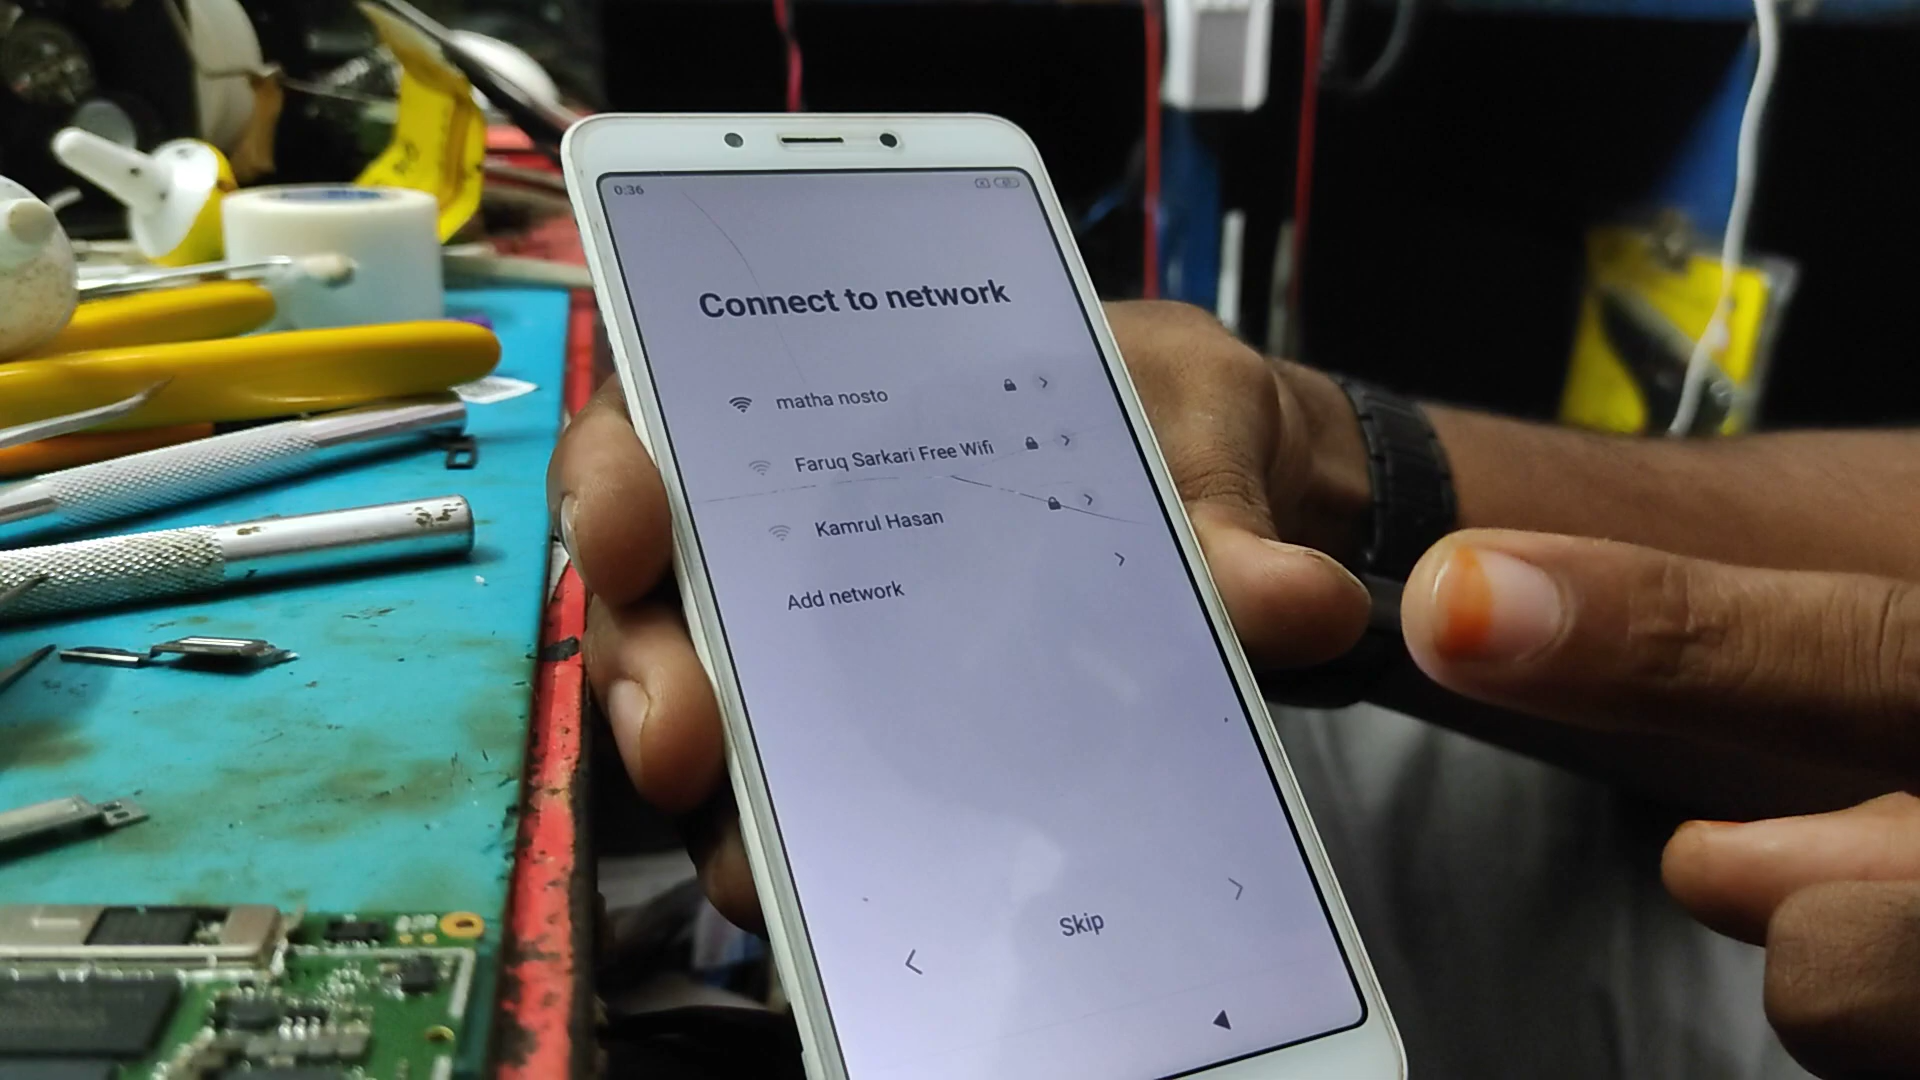 0:36
Connect to network
matha nosto
Faruq Sarkari Free Wifi
Kamrul Hasan
Add network
Skip